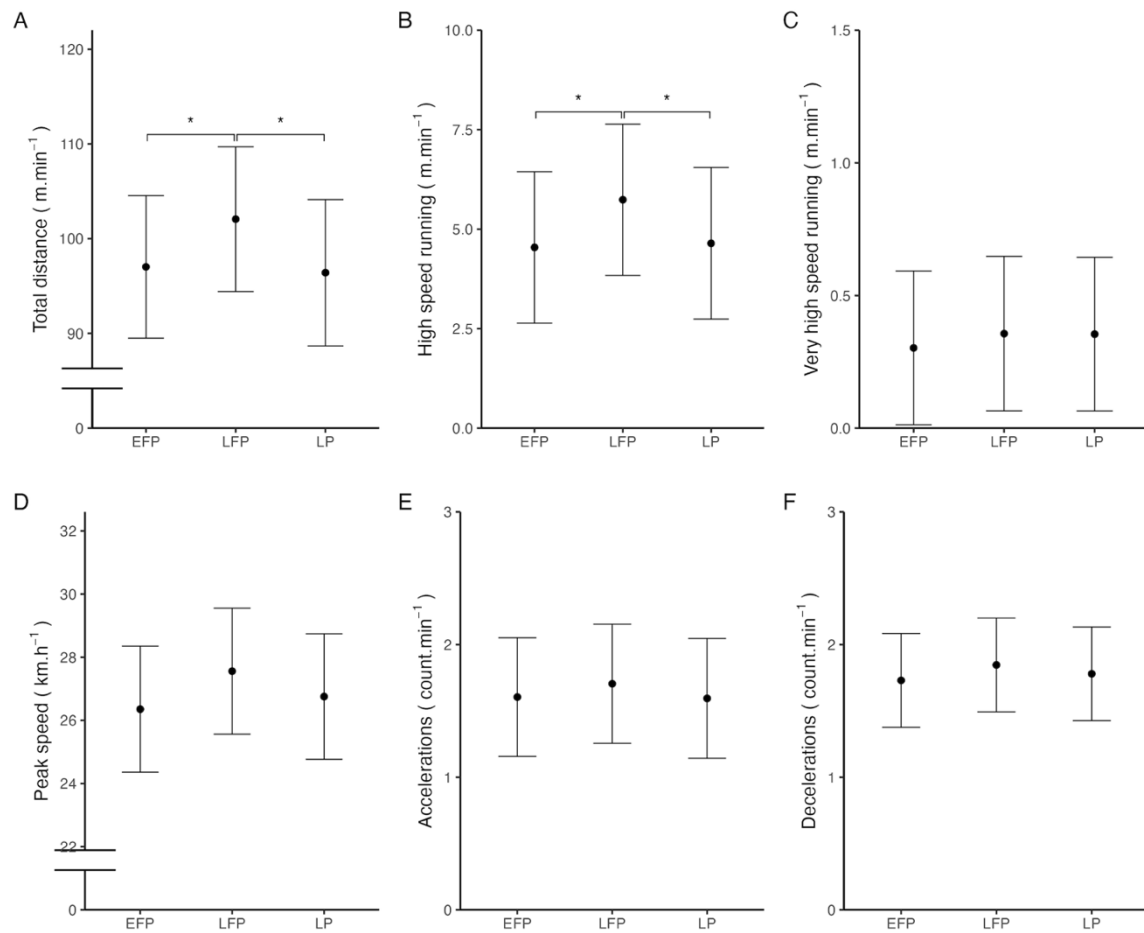 A
Total distance ( m.min⁻¹ )
120
110
100
90
0
* *
EFP LFP LP
B
High speed running ( m.min⁻¹ )
10.0
7.5
5.0
2.5
0.0
* *
EFP LFP LP
C
Very high speed running ( m.min⁻¹ )
1.5
1.0
0.5
0.0
EFP LFP LP
D
Peak speed ( km.h⁻¹ )
32
30
28
26
24
22
0
EFP LFP LP
E
Accelerations ( count.min⁻¹ )
3
2
1
0
EFP LFP LP
F
Decelerations ( count.min⁻¹ )
3
2
1
0
EFP LFP LP